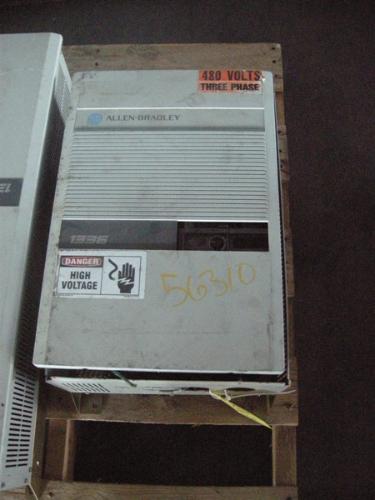 480 VOLTS
THREE PHASE
ALLEN-BRADLEY
1336
DANGER
HIGH
VOLTAGE
56310